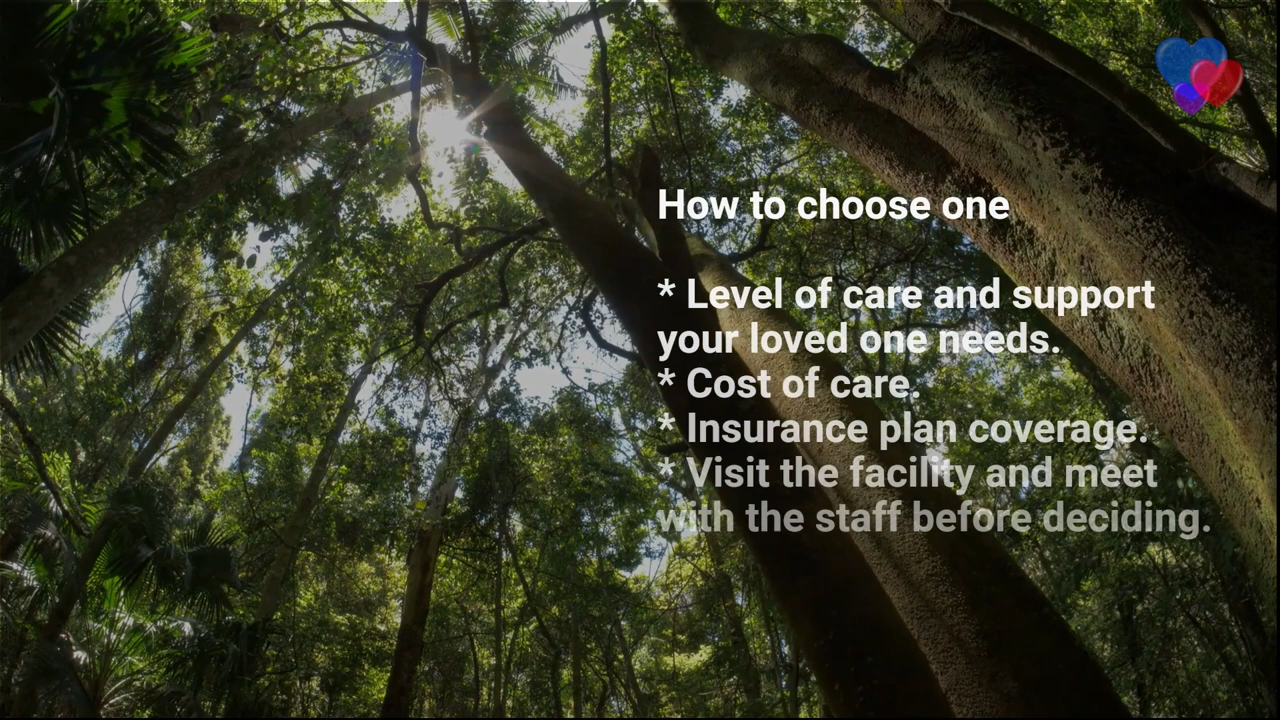 How to choose one
* Level of care and support
your loved one needs.
* Cost of care.
* Insurance plan coverage.
* Visit the facility and meet
with the staff before deciding.